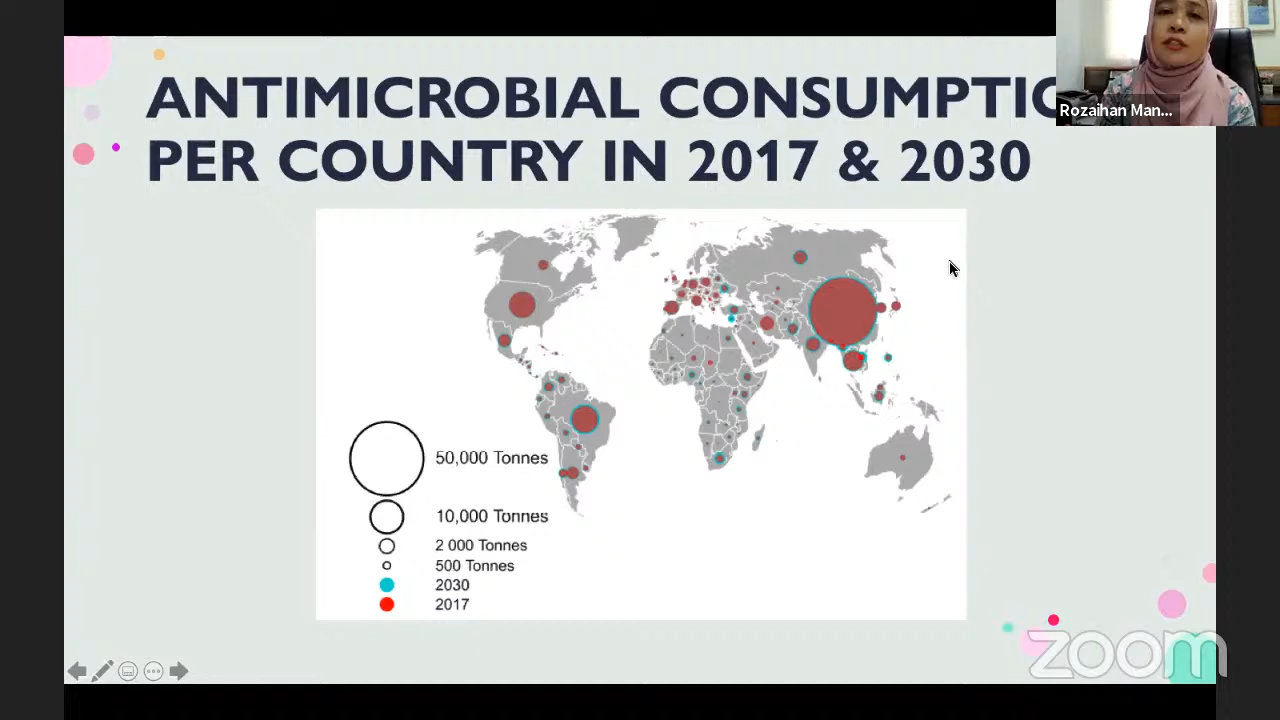 ANTIMICROBIAL CONSUMPTIO
PER COUNTRY IN 2017 & 2030
Rozaihan Man...
50,000 Tonnes
10,000 Tonnes
2 000 Tonnes
500 Tonnes
2030
2017
zoom